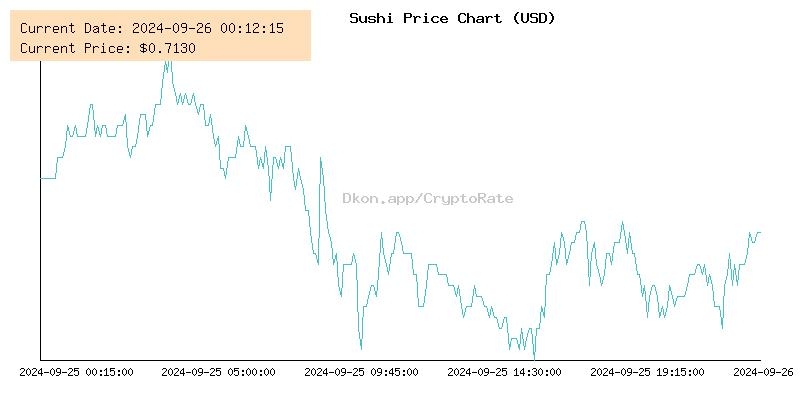 Sushi Price Chart (USD)
Current Date: 2024-09-26 00:12:15
Current Price: $0.7130
Dkon.app/CryptoRate
2024-09-25 00:15:00 2024-09-25 05:00:00 2024-09-25 09:45:00 2024-09-25 14:30:00 2024-09-25 19:15:00 2024-09-26